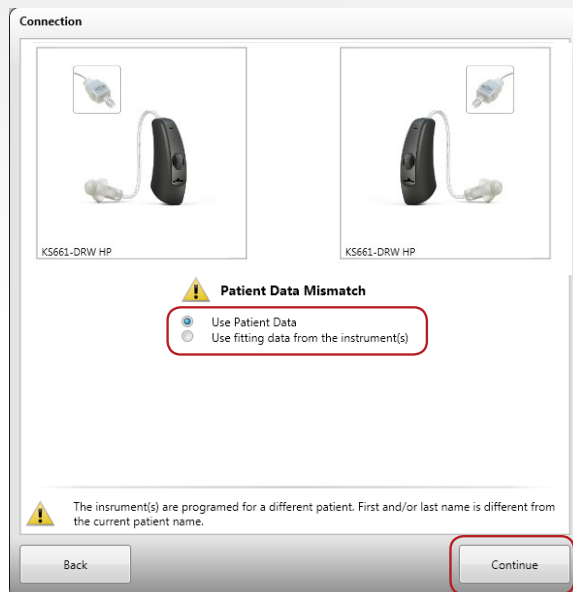 Connection
KS661-DRW HP
KS661-DRW HP
Patient Data Mismatch
Use Patient Data
Use fitting data from the instrument(s)
The insrument(s) are programed for a different patient. First and/or last name is different from
the current patient name.
Back
Continue